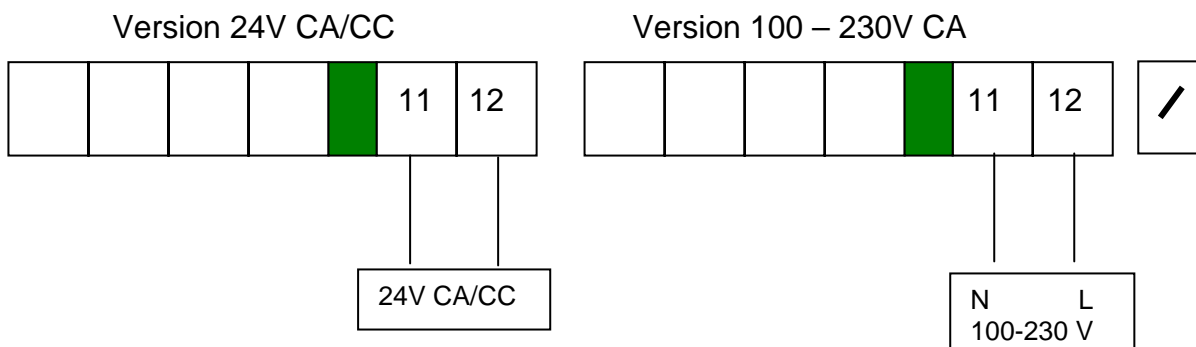 Version 24V CA/CC
Version 100 – 230V CA
11 12
11 12
24V CA/CC
N L
100-230 V